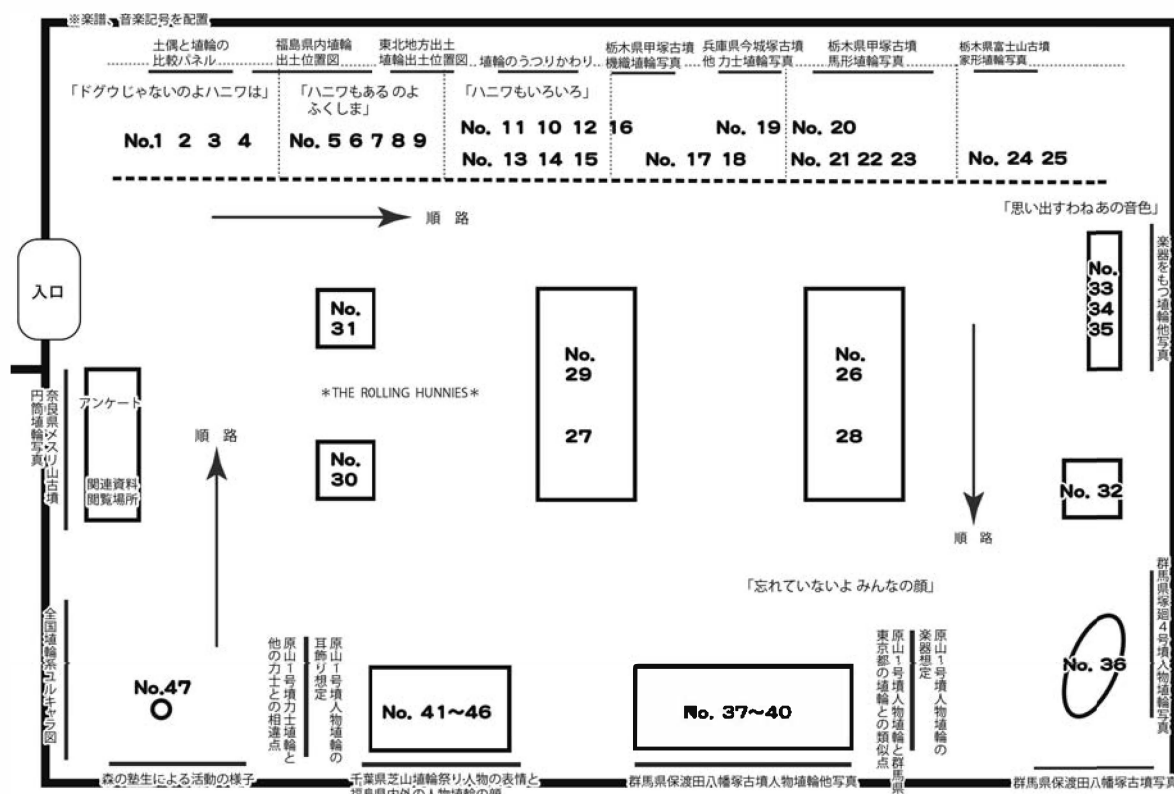 ※楽譜、音楽記号を配置
土偶と埴輪の
比較パネル
福島県内埴輪
出土位置図
東北地方出土
埴輪出土位置図
埴輪のうつりかわり
栃木県甲塚古墳
機織埴輪写真
兵庫県今城塚古墳
他 力士埴輪写真
栃木県甲塚古墳
馬形埴輪写真
栃木県富士山古墳
家形埴輪写真
「ドグウじゃないのよハニワは」
「ハニワもある のよ
ふくしま」
「ハニワもいろいろ」
No.1 2 3 4
No. 5 6 7 8 9
No. 11 10 12 16
No. 13 14 15
No. 17 18
No. 19
No. 20
No. 21 22 23
No. 24 25
順 路
「思い出すわね あの音色」
入口
No.
31
No.
29
27
No.
26
28
No.
33
34
35
楽器をもつ埴輪他写真
＊THE ROLLING HUNNIES＊
奈良県メスリ山古墳
円筒埴輪写真
アンケート
関連資料
閲覧場所
順 路
No.
30
No. 32
順 路
「忘れていないよ みんなの顔」
全国埴輪系ユルキャラ図
No.47
原山1号墳人物埴輪の
耳飾り想定
原山1号墳力士埴輪と
他の力士との相違点
No. 41～46
No. 37～40
原山1号墳人物埴輪の
楽器想定
原山1号墳人物埴輪と群馬県
東京都の埴輪との類似点
No. 36
群馬県塚廻4号墳人物埴輪写真
森の塾生による活動の様子
千葉県芝山埴輪祭り・人物の表情と
福島県内外の人物埴輪の顔
群馬県保渡田八幡塚古墳人物埴輪他写真
群馬県保渡田八幡塚古墳写真